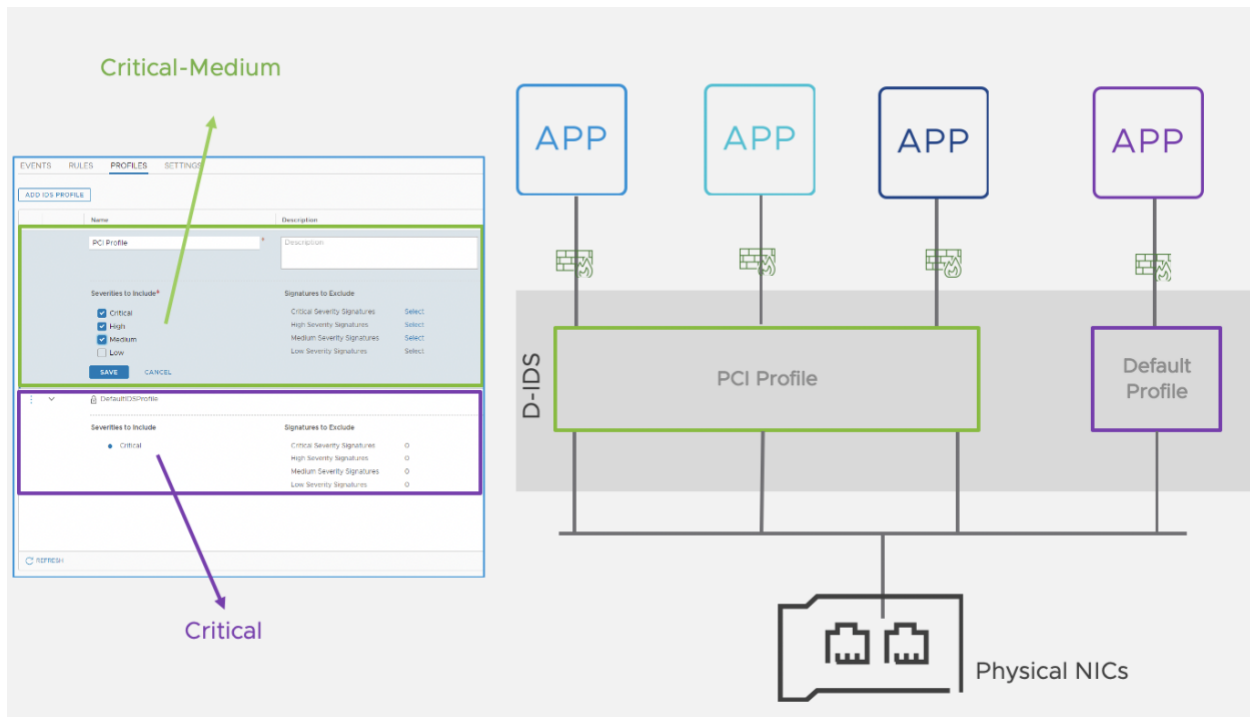 Critical-Medium
EVENTS RULES PROFILES SETTINGS
ADD IDS PROFILE
Name Description
PCI Profile * Description
Severities to Include* Signatures to Exclude
Critical Critical Severity Signatures Select
High High Severity Signatures Select
Medium Medium Severity Signatures Select
Low Low Severity Signatures Select
SAVE CANCEL
DefaultIDSProfile
Severities to Include Signatures to Exclude
Critical Critical Severity Signatures 0
High Severity Signatures 0
Medium Severity Signatures 0
Low Severity Signatures 0
REFRESH
Critical
APP APP APP APP
D-IDS
PCI Profile
Default
Profile
Physical NICs